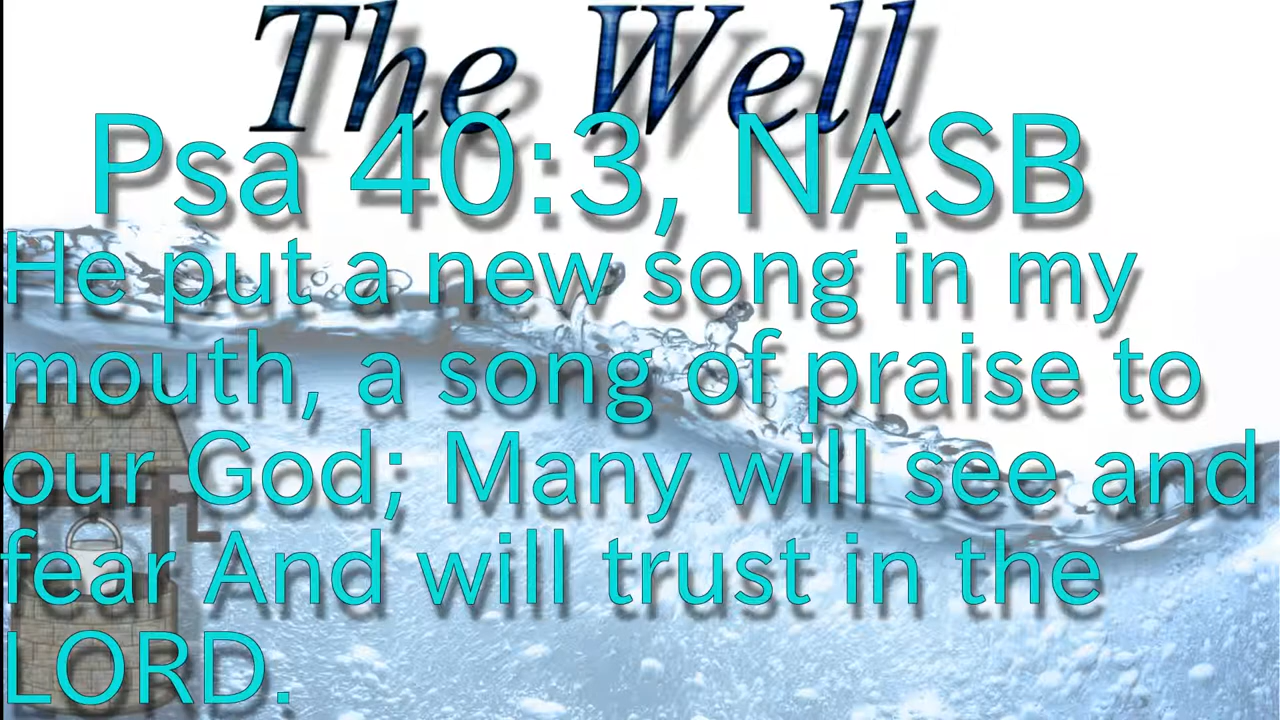 The Well
Psa 40:3, NASB
He put a new song in my
mouth, a song of praise to
our God; Many will see and
fear And will trust in the
LORD.